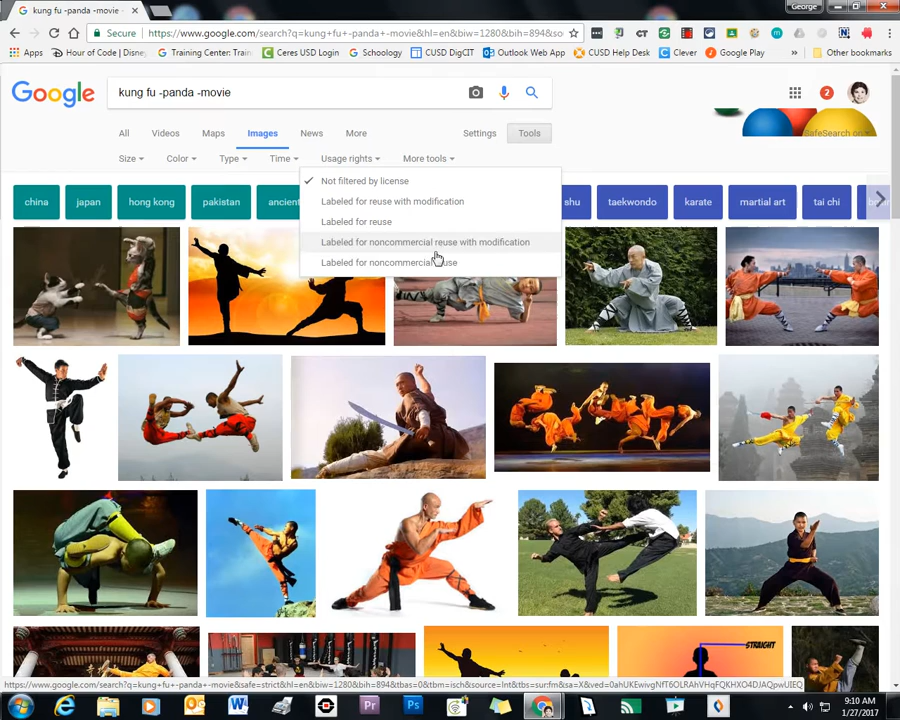 kung fu -panda -movie -
George
Secure https://www.google.com/search?q=kung+fu+-panda+-movie&hl=en&biw=1280&bih=894&so
Apps Hour of Code | Disne Training Center: Train Ceres USD LogIn Schoology CUSD DigCIT Outlook Web App CUSD Help Desk Clever Google Play » Other bookmarks
Google
kung fu -panda -movie
2
All Videos Maps Images News More Settings Tools SafeSearch on
Size Color Type Time Usage rights More tools
Not filtered by license
Labeled for reuse with modification
Labeled for reuse
Labeled for noncommercial reuse with modification
Labeled for noncommercial reuse
china japan hong kong pakistan ancient shu taekwondo karate martial art tai chi
STRAIGHT
9:10 AM
1/27/2017